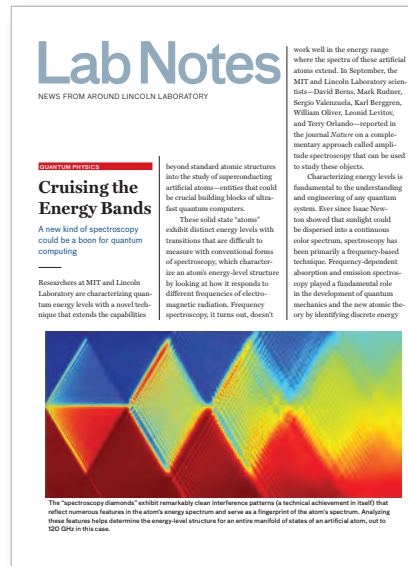 Lab Notes
NEWS FROM AROUND LINCOLN LABORATORY
QUANTUM PHYSICS
Cruising the
Energy Bands
A new kind of spectroscopy
could be a boon for quantum
computing
Researchers at MIT and Lincoln
Laboratory are characterizing quan-
tum energy levels with a novel tech-
nique that extends the capabilities
beyond standard atomic structures
into the study of superconducting
artificial atoms—entities that could
be crucial building blocks of ultra-
fast quantum computers.
These solid state “atoms”
exhibit distinct energy levels with
transitions that are difficult to
measure with conventional forms
of spectroscopy, which character-
ize an atom’s energy-level structure
by looking at how it responds to
different frequencies of electro-
magnetic radiation. Frequency
spectroscopy, it turns out, doesn’t
work well in the energy range
where the spectra of these artificial
atoms extend. In September, the
MIT and Lincoln Laboratory scien-
tists—David Berns, Mark Rudner,
Sergio Valenzuela, Karl Berggren,
William Oliver, Leonid Levitov,
and Terry Orlando—reported in
the journal Nature on a comple-
mentary approach called ampli-
tude spectroscopy that can be used
to study these objects.
Characterizing energy levels is
fundamental to the understanding
and engineering of any quantum
system. Ever since Isaac New-
ton showed that sunlight could
be dispersed into a continuous
color spectrum, spectroscopy has
been primarily a frequency-based
technique. Frequency-dependent
absorption and emission spectros-
copy played a fundamental role
in the development of quantum
mechanics and the new atomic the-
ory by identifying discrete energy
The “spectroscopy diamonds” exhibit remarkably clean interference patterns (a technical achievement in itself) that
reflect numerous features in the atom’s energy spectrum and serve as a fingerprint of the atom’s spectrum. Analyzing
these features helps determine the energy-level structure for an entire manifold of states of an artificial atom, out to
120 GHz in this case.